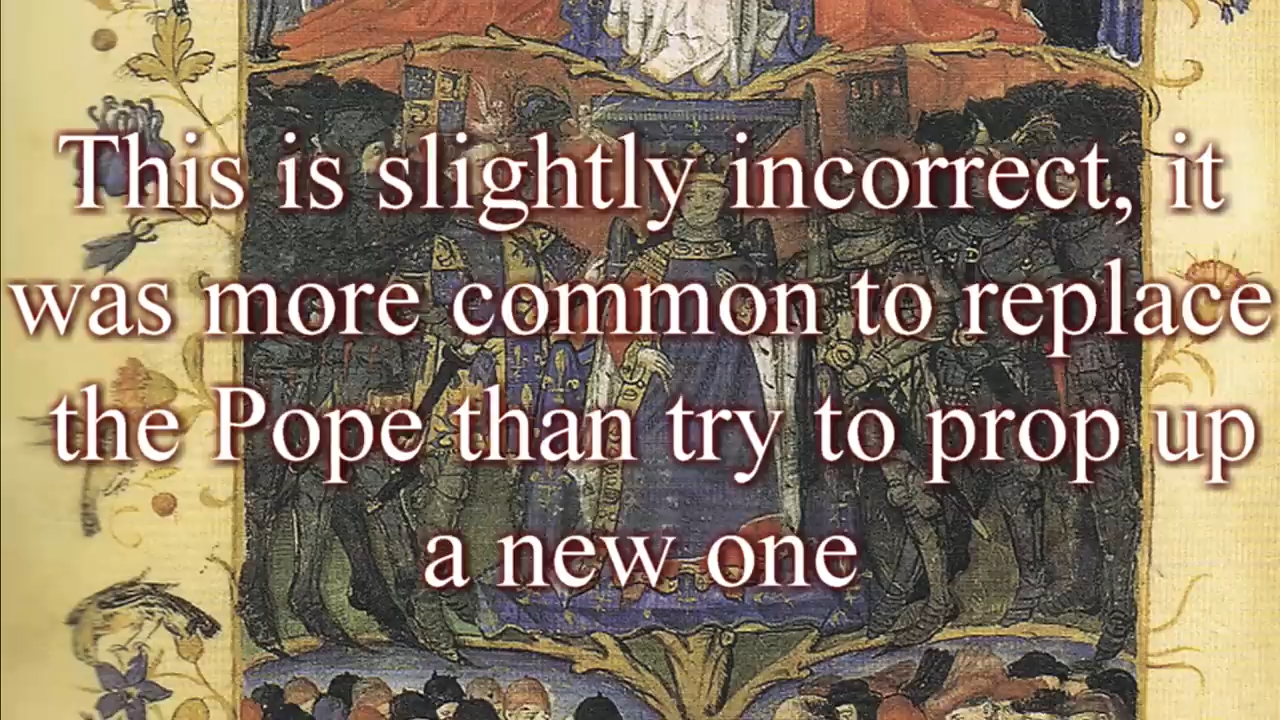 This is slightly incorrect, it
was more common to replace
the Pope than try to prop up
a new one